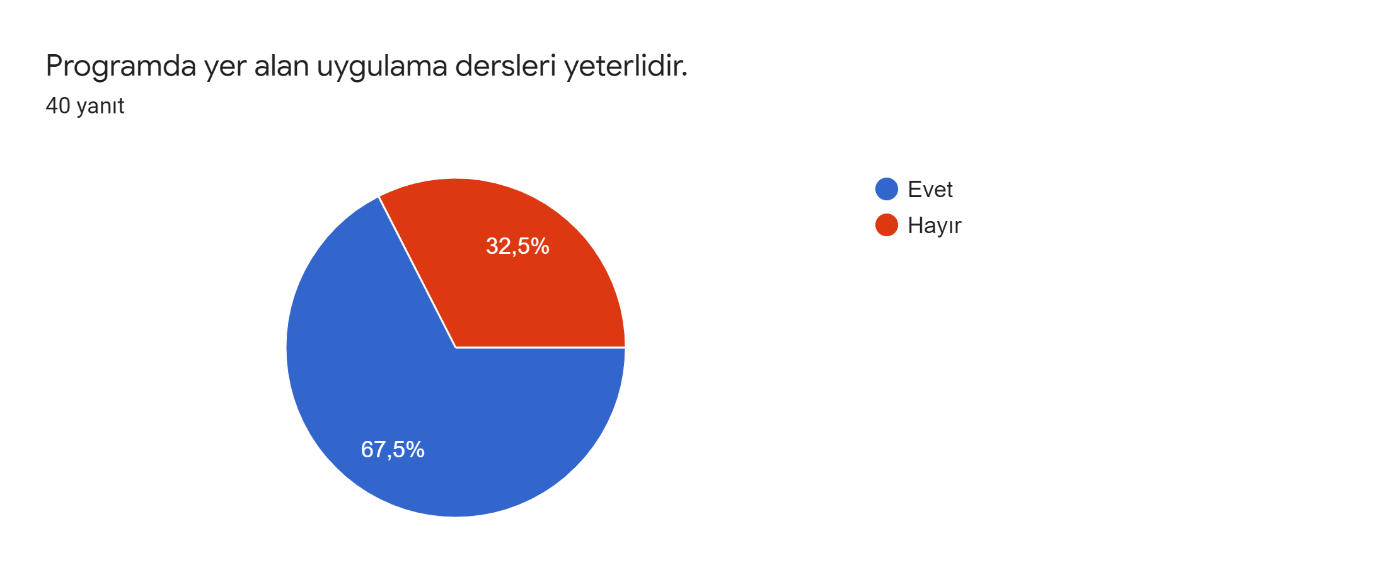 Programda yer alan uygulama dersleri yeterlidir.
40 yanıt
Evet
Hayır
32,5%
67,5%